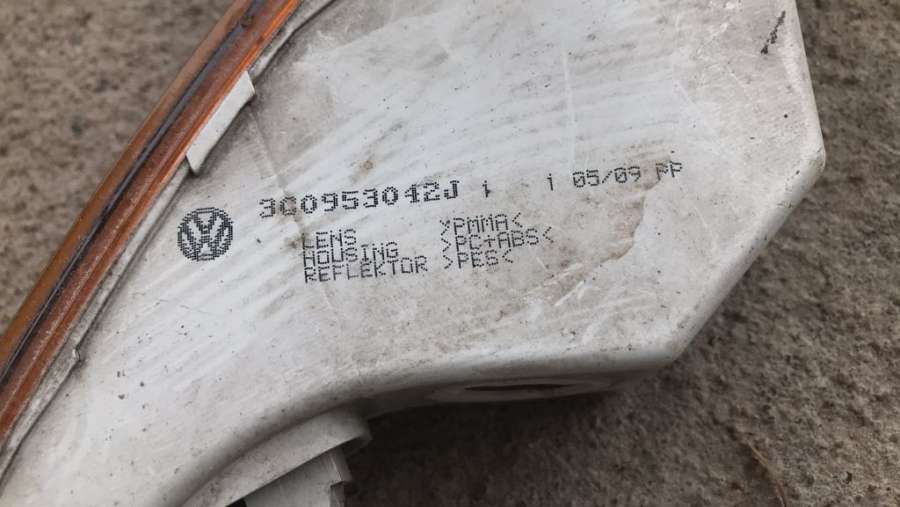 3C0953042J i i 05/09 PP
LENS >PMMA<
HOUSING >PC+ABS<
REFLEKTOR >PES<